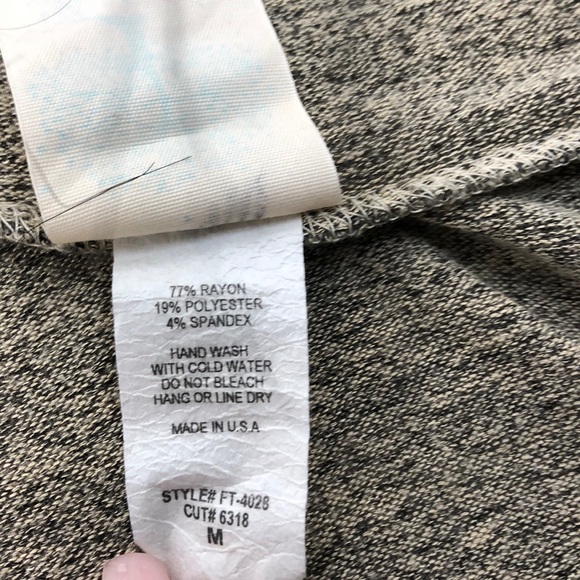 77% RAYON
19% POLYESTER
4% SPANDEX
HAND WASH
WITH COLD WATER
DO NOT BLEACH
HANG OR LINE DRY
MADE IN U.S.A
STYLE# FT-4028
CUT# 6318
M